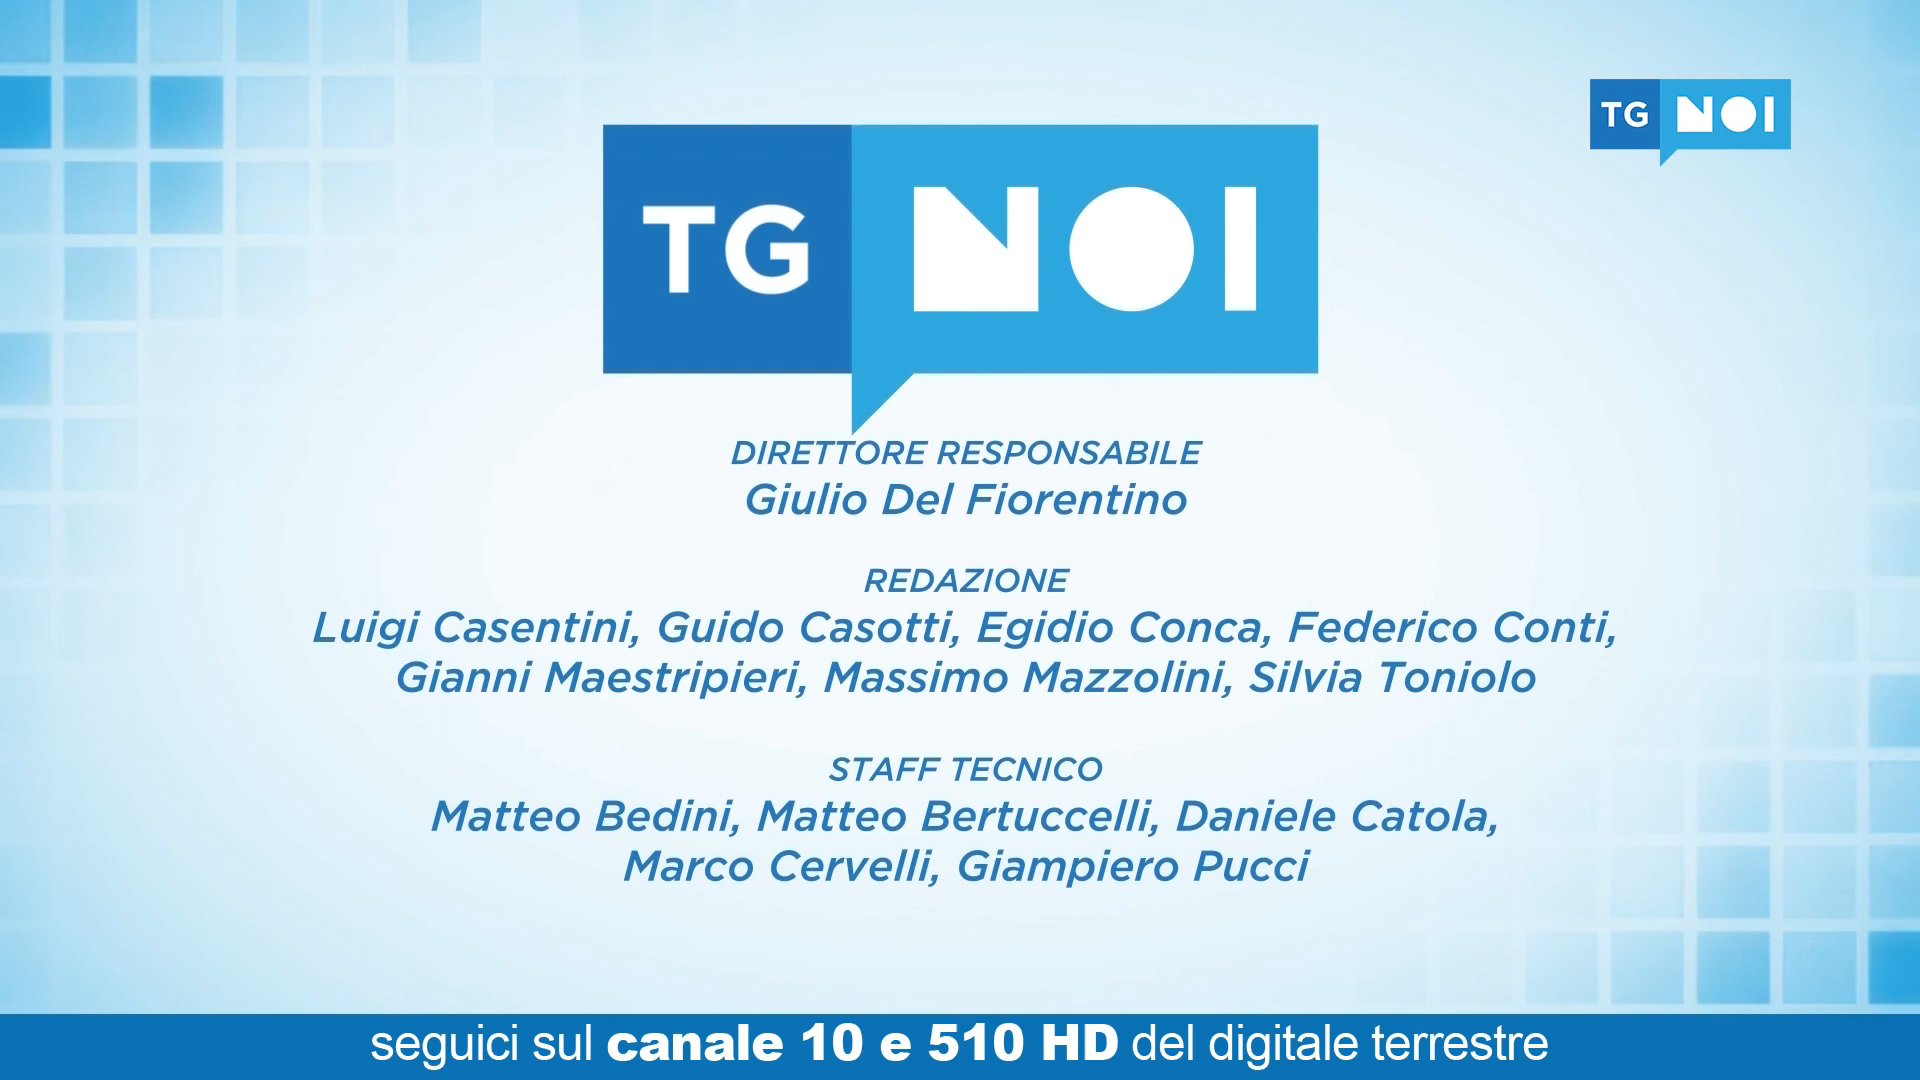 TG NOI
TG NOI
DIRETTORE RESPONSABILE
Giulio Del Fiorentino
REDAZIONE
Luigi Casentini, Guido Casotti, Egidio Conca, Federico Conti,
Gianni Maestripieri, Massimo Mazzolini, Silvia Toniolo
STAFF TECNICO
Matteo Bedini, Matteo Bertuccelli, Daniele Catola,
Marco Cervelli, Giampiero Pucci
seguici sul canale 10 e 510 HD del digitale terrestre